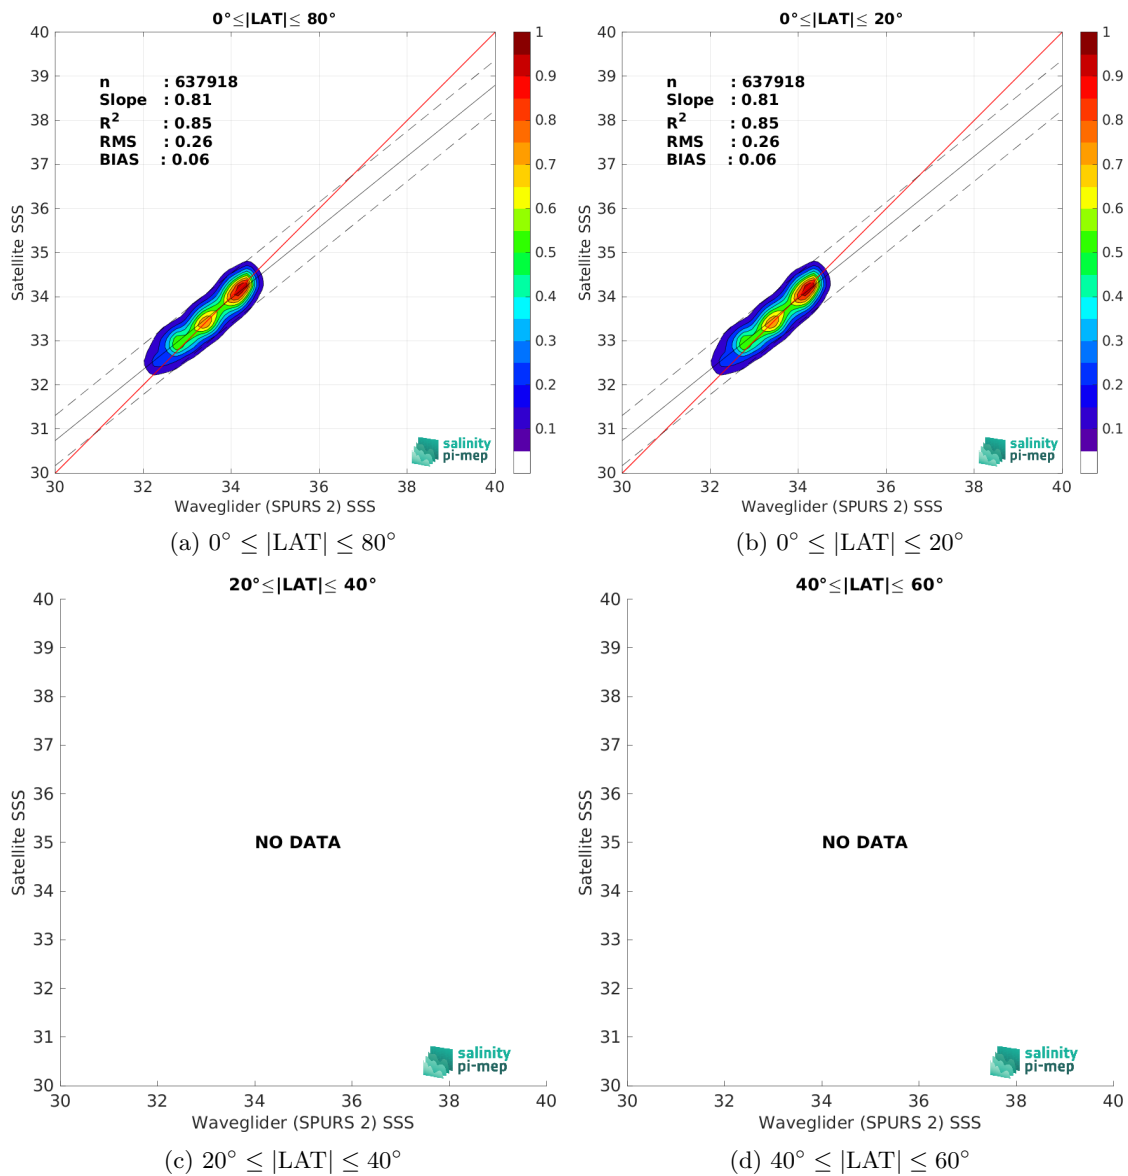 0°≤|LAT|≤ 80°
40
39
38
37
36
35
34
33
32
31
30
Satellite SSS
n : 637918
Slope : 0.81
R² : 0.85
RMS : 0.26
BIAS : 0.06
1
0.9
0.8
0.7
0.6
0.5
0.4
0.3
0.2
0.1
salinity
pi-mep
30 32 34 36 38 40
Waveglider (SPURS 2) SSS
(a) 0° ≤ |LAT| ≤ 80°
0°≤|LAT|≤ 20°
40
39
38
37
36
35
34
33
32
31
30
Satellite SSS
n : 637918
Slope : 0.81
R² : 0.85
RMS : 0.26
BIAS : 0.06
1
0.9
0.8
0.7
0.6
0.5
0.4
0.3
0.2
0.1
salinity
pi-mep
30 32 34 36 38 40
Waveglider (SPURS 2) SSS
(b) 0° ≤ |LAT| ≤ 20°
20°≤|LAT|≤ 40°
40
39
38
37
36
35
34
33
32
31
30
Satellite SSS
NO DATA
salinity
pi-mep
30 32 34 36 38 40
Waveglider (SPURS 2) SSS
(c) 20° ≤ |LAT| ≤ 40°
40°≤|LAT|≤ 60°
40
39
38
37
36
35
34
33
32
31
30
Satellite SSS
NO DATA
salinity
pi-mep
30 32 34 36 38 40
Waveglider (SPURS 2) SSS
(d) 40° ≤ |LAT| ≤ 60°